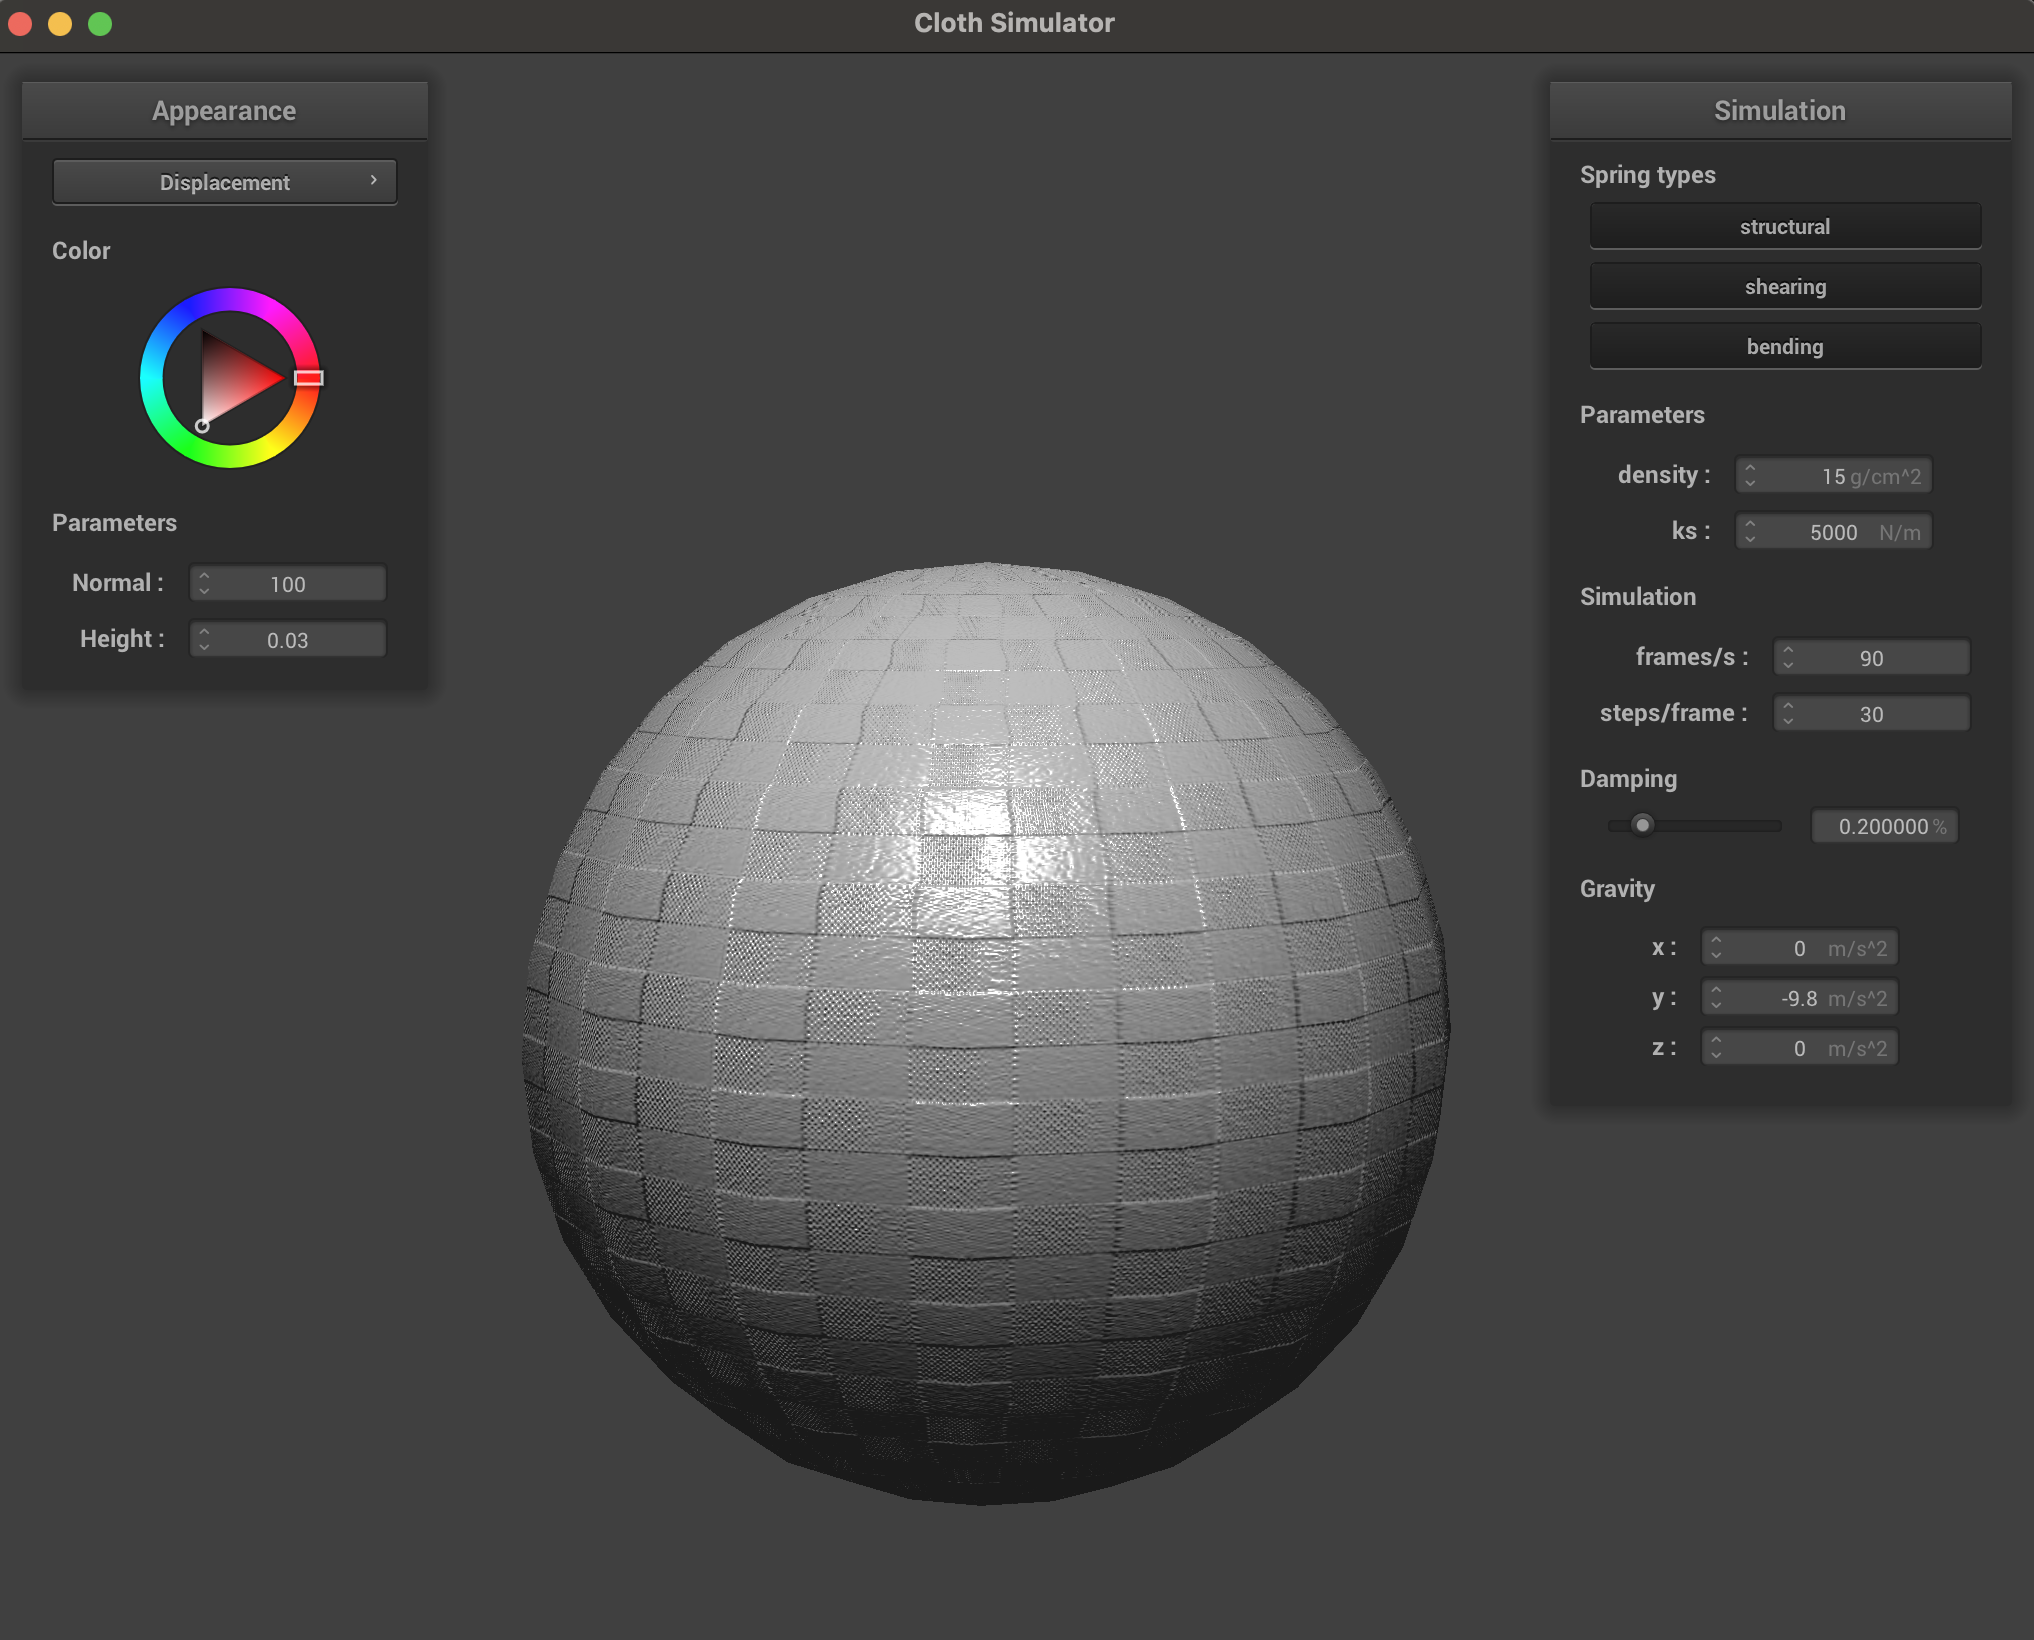 Cloth Simulator
Appearance
Displacement
Color
Parameters
Normal : 100
Height : 0.03
Simulation
Spring types
structural
shearing
bending
Parameters
density : 15 g/cm^2
ks : 5000 N/m
Simulation
frames/s : 90
steps/frame : 30
Damping
0.200000 %
Gravity
x : 0 m/s^2
y : -9.8 m/s^2
z : 0 m/s^2